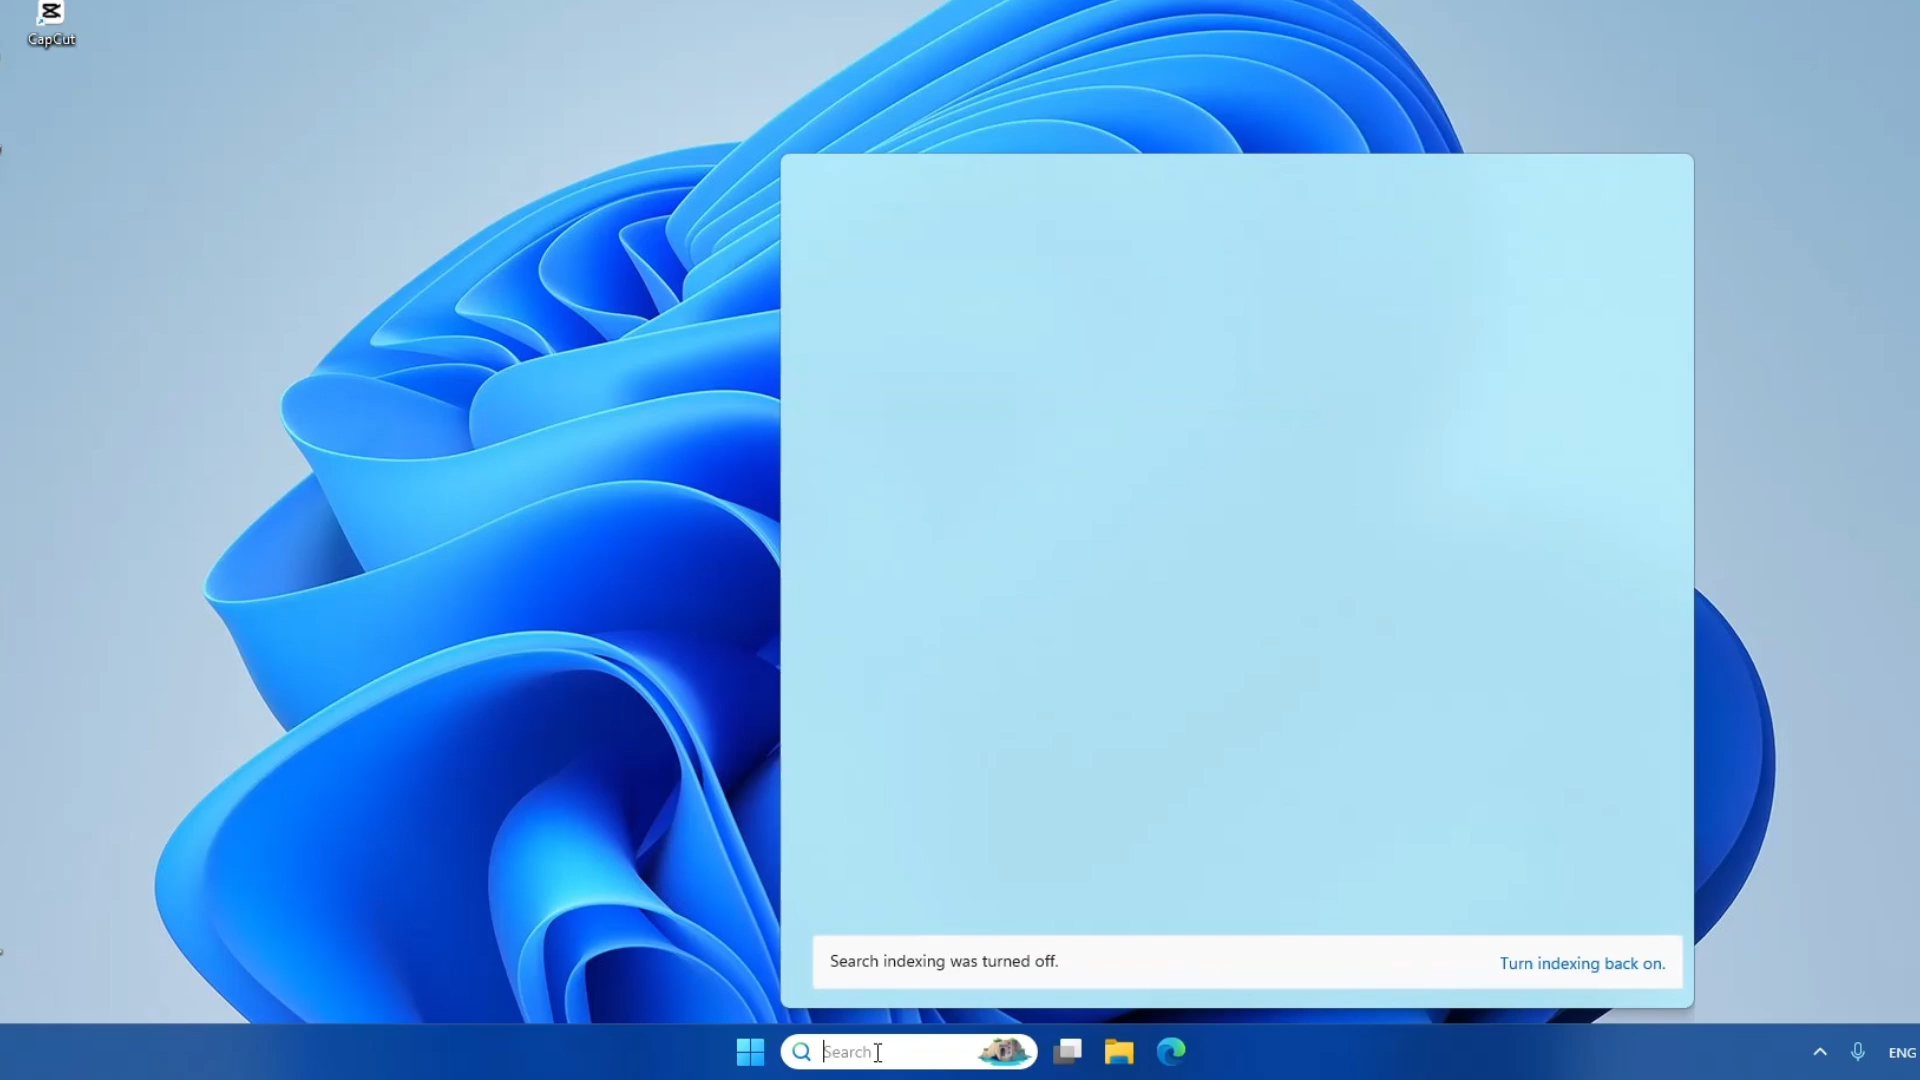 CapCut
Search indexing was turned off.
Turn indexing back on.
Search
ENG